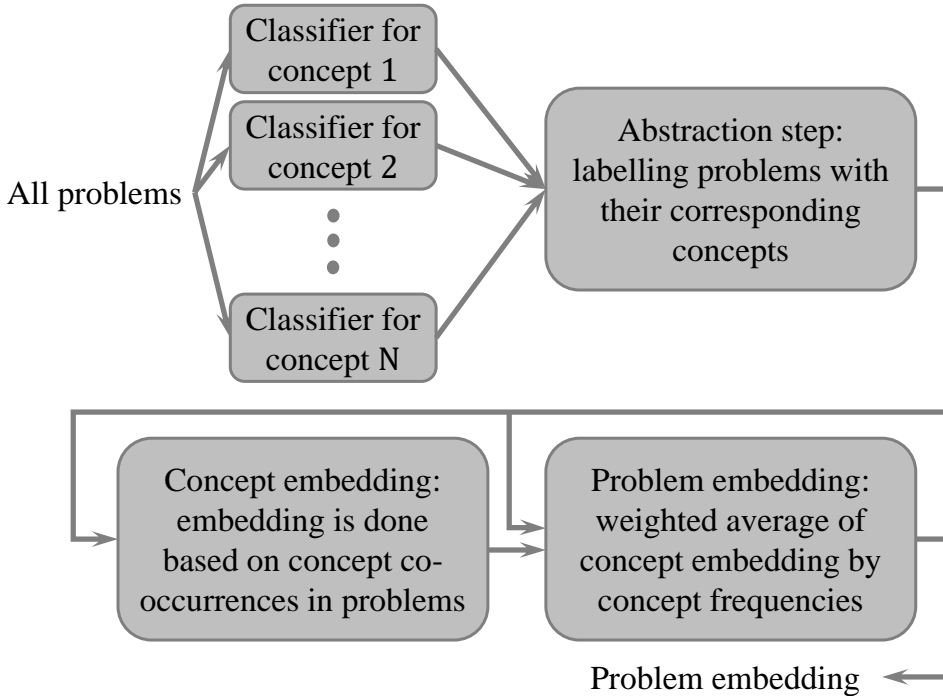 Classifier for
concept 1
Classifier for
concept 2
All problems
Classifier for
concept N
Abstraction step:
labelling problems with
their corresponding
concepts
Concept embedding:
embedding is done
based on concept co-
occurrences in problems
Problem embedding:
weighted average of
concept embedding by
concept frequencies
Problem embedding